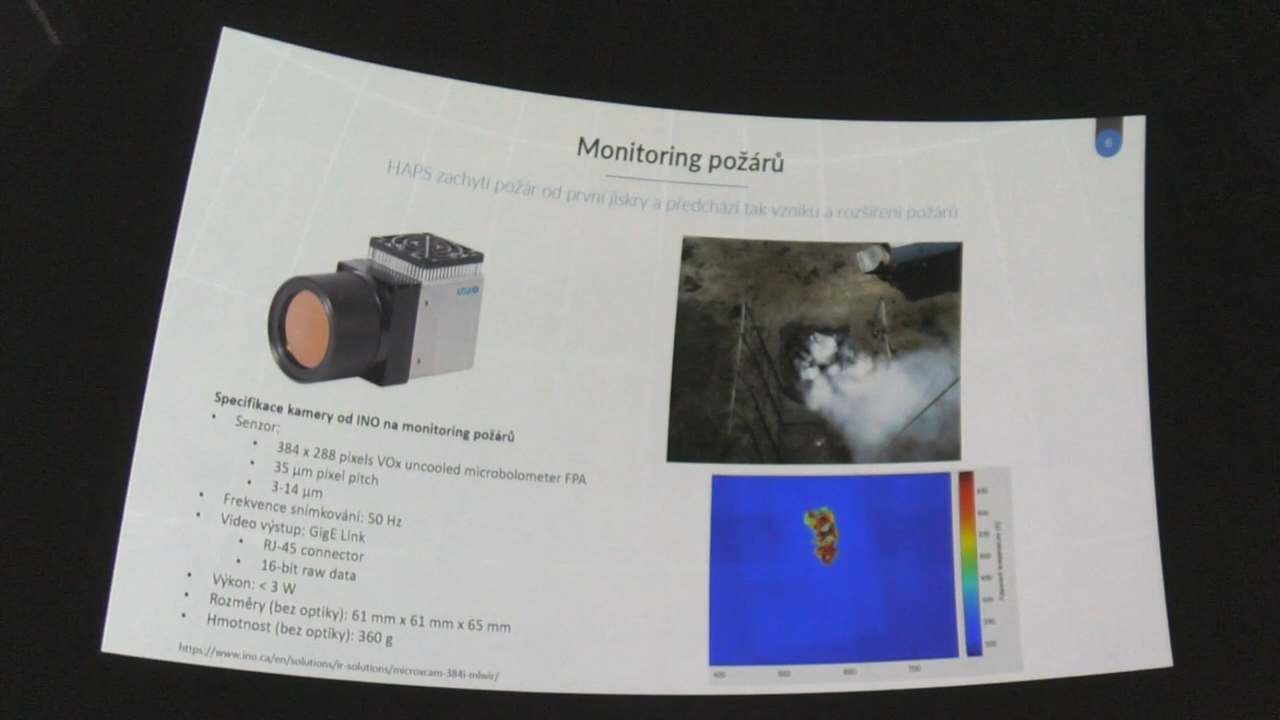 6
Monitoring požárů
HAPS zachytí požár od první jiskry a předchází tak vzniku a rozšíření požárů
INO
Specifikace kamery od INO na monitoring požárů
• Senzor:
• 384 x 288 pixels VOx uncooled microbolometer FPA
• 35 µm pixel pitch
• 3-14 µm
• Frekvence snímkování: 50 Hz
• Video výstup: GigE Link
• RJ-45 connector
• 16-bit raw data
• Výkon: < 3 W
• Rozměry (bez optiky): 61 mm x 61 mm x 65 mm
• Hmotnost (bez optiky): 360 g
https://www.ino.ca/en/solutions/ir-solutions/microxcam-384i-mlwir/